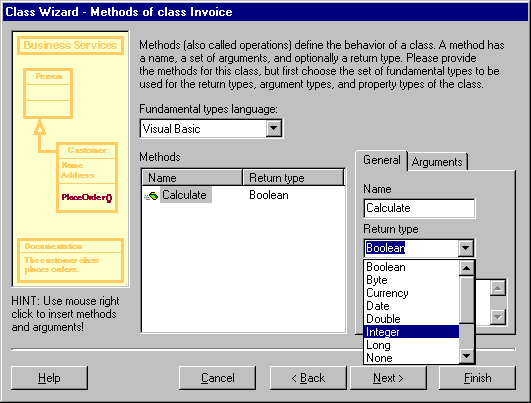 Class Wizard - Methods of class Invoice
Business Services
Person
Customer
Name
Address
PlaceOrder()
Documentation
The customer class
places orders.
HINT: Use mouse right
click to insert methods
and arguments!
Methods (also called operations) define the behavior of a class. A method has
a name, a set of arguments, and optionally a return type. Please provide
the methods for this class, but first choose the set of fundamental types to be
used for the return types, argument types, and property types of the class.
Fundamental types language:
Visual Basic
Methods
Name Return type
Calculate Boolean
General Arguments
Name
Calculate
Return type
Boolean
Boolean
Byte
Currency
Date
Double
Integer
Long
None
Help Cancel < Back Next > Finish